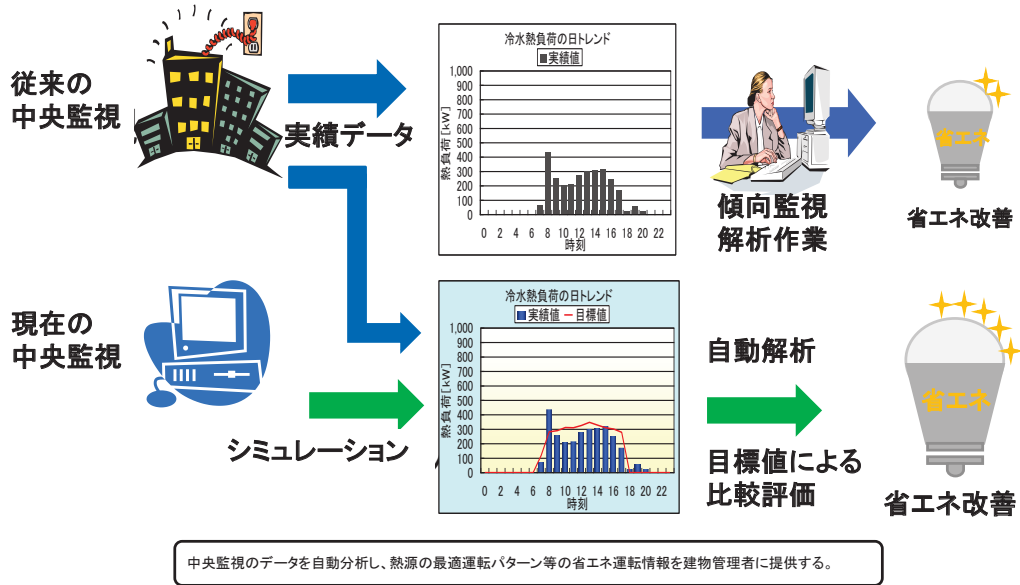 従来の
中央監視
実績データ
冷水熱負荷の日トレンド
■実績値
熱負荷[kW]
1,000
900
800
700
600
500
400
300
200
100
0
0 2 4 6 8 10 12 14 16 18 20 22
時刻
傾向監視
解析作業
省エネ
省エネ改善
現在の
中央監視
シミュレーション
冷水熱負荷の日トレンド
■実績値 ー目標値
熱負荷[kW]
1,000
900
800
700
600
500
400
300
200
100
0
0 2 4 6 8 10 12 14 16 18 20 22
時刻
自動解析
目標値による
比較評価
省エネ
省エネ改善
中央監視のデータを自動分析し、熱源の最適運転パターン等の省エネ運転情報を建物管理者に提供する。